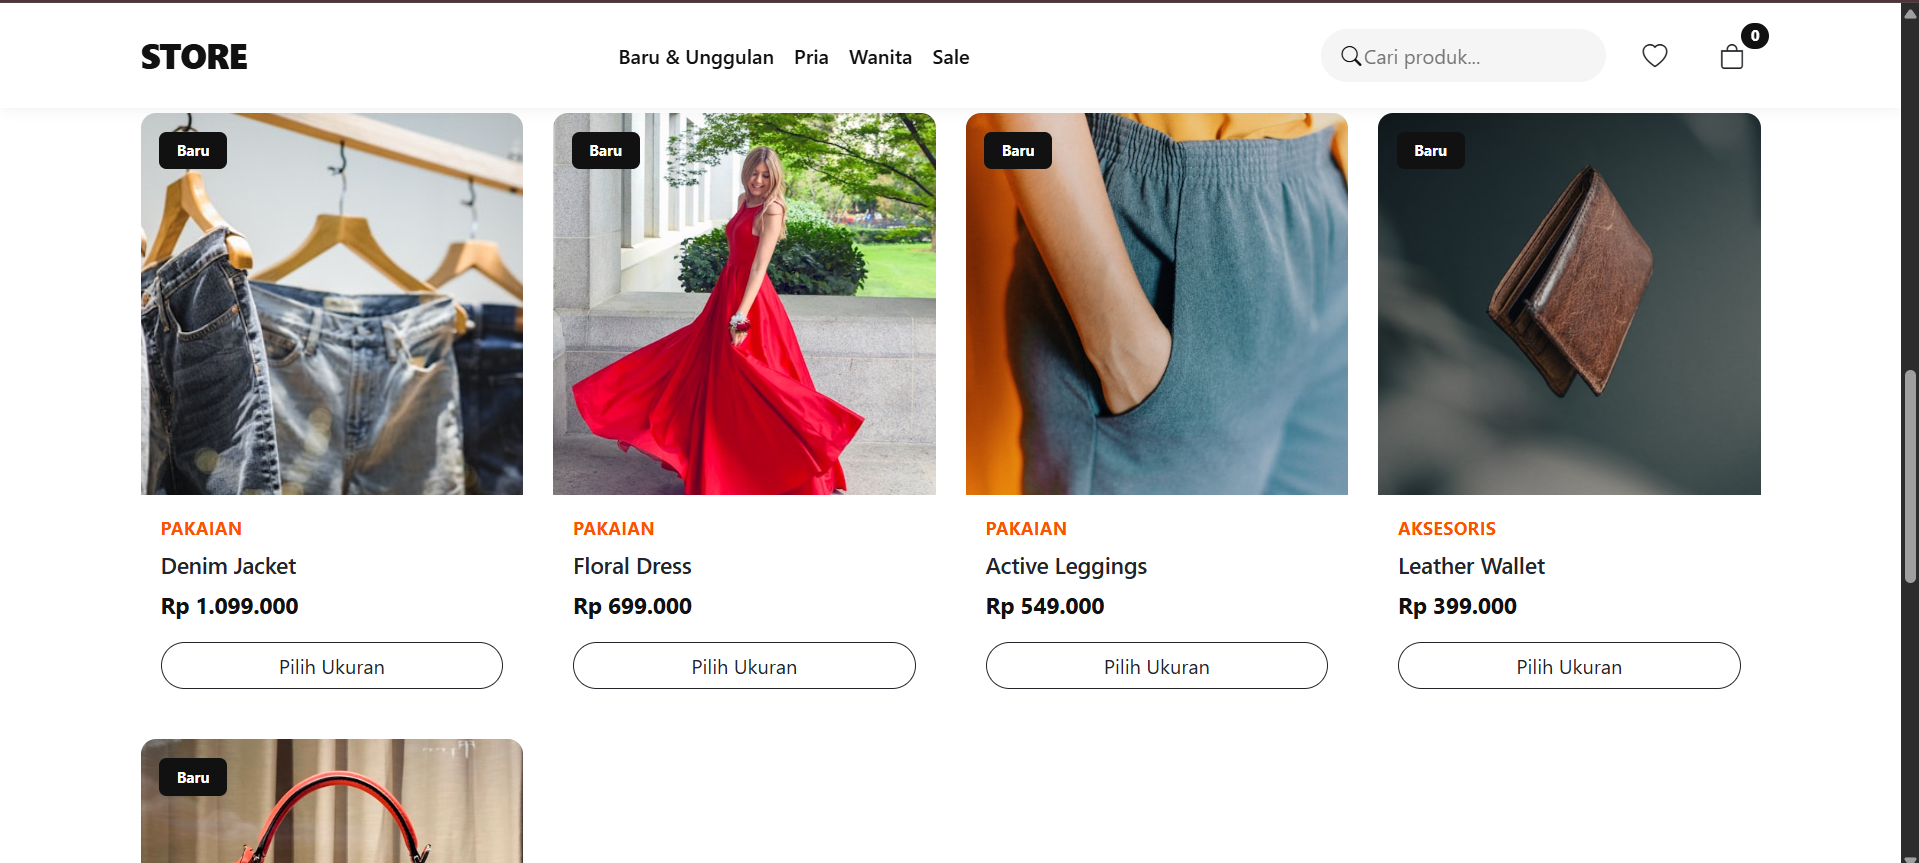 STORE
Baru & Unggulan Pria Wanita Sale
Cari produk...
0
Baru
Baru
Baru
Baru
PAKAIAN
Denim Jacket
Rp 1.099.000
Pilih Ukuran
PAKAIAN
Floral Dress
Rp 699.000
Pilih Ukuran
PAKAIAN
Active Leggings
Rp 549.000
Pilih Ukuran
AKSESORIS
Leather Wallet
Rp 399.000
Pilih Ukuran
Baru